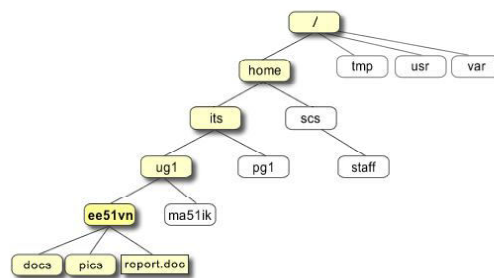 /
home tmp usr var
its scs
ug1 pg1 staff
ee51vn ma51ik
docs pics report.doc